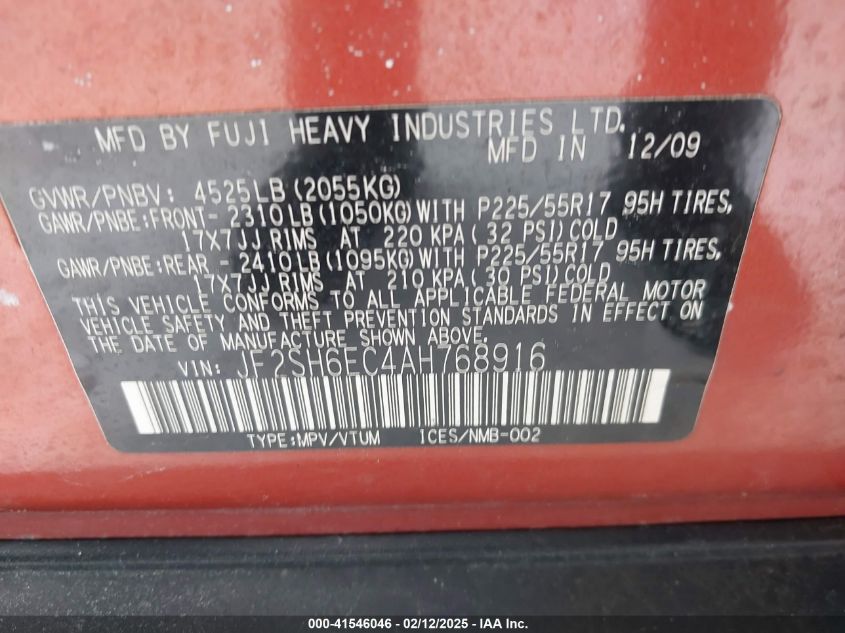 MFD BY FUJI HEAVY INDUSTRIES LTD.
MFD IN 12/09
GVWR/PNBV: 4525LB(2055KG)
GAWR/PNBE:FRONT- 2310LB(1050KG)WITH P225/55R17 95H TIRES,
17X7JJ RIMS AT 220 KPA( 32 PSI)COLD
GAWR/PNBE:REAR - 2410LB(1095KG)WITH P225/55R17 95H TIRES,
17X7JJ RIMS AT 210 KPA( 30 PSI)COLD
THIS VEHICLE CONFORMS TO ALL APPLICABLE FEDERAL MOTOR
VEHICLE SAFETY AND THEFT PREVENTION STANDARDS IN EFFECT ON
THE DATE OF MANUFACTURE SHOWN ABOVE.
VIN: JF2SH6EC4AH768916
TYPE:MPV/VTUM ICES/NMB-002
000-41546046 - 02/12/2025 - IAA Inc.